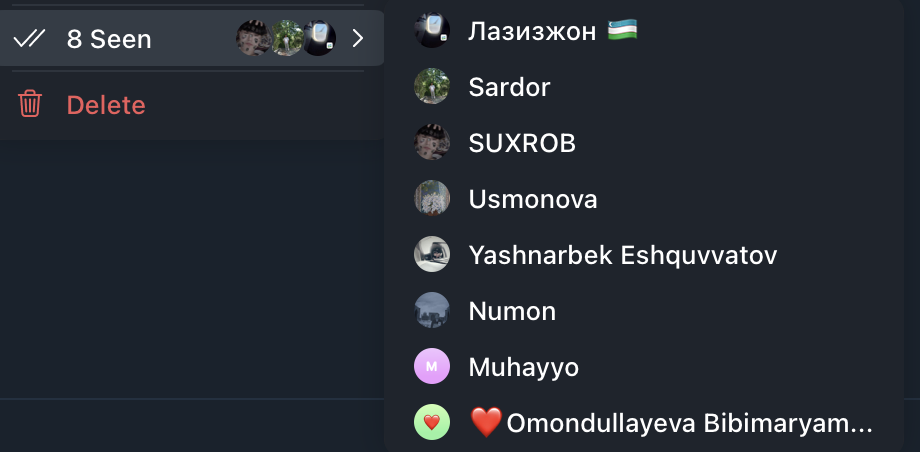 8 Seen
Delete
Лазизжон 🇺🇿
Sardor
SUXROB
Usmonova
Yashnarbek Eshquvvatov
Numon
M
Muhayyo
❤️Omondullayeva Bibimaryam...